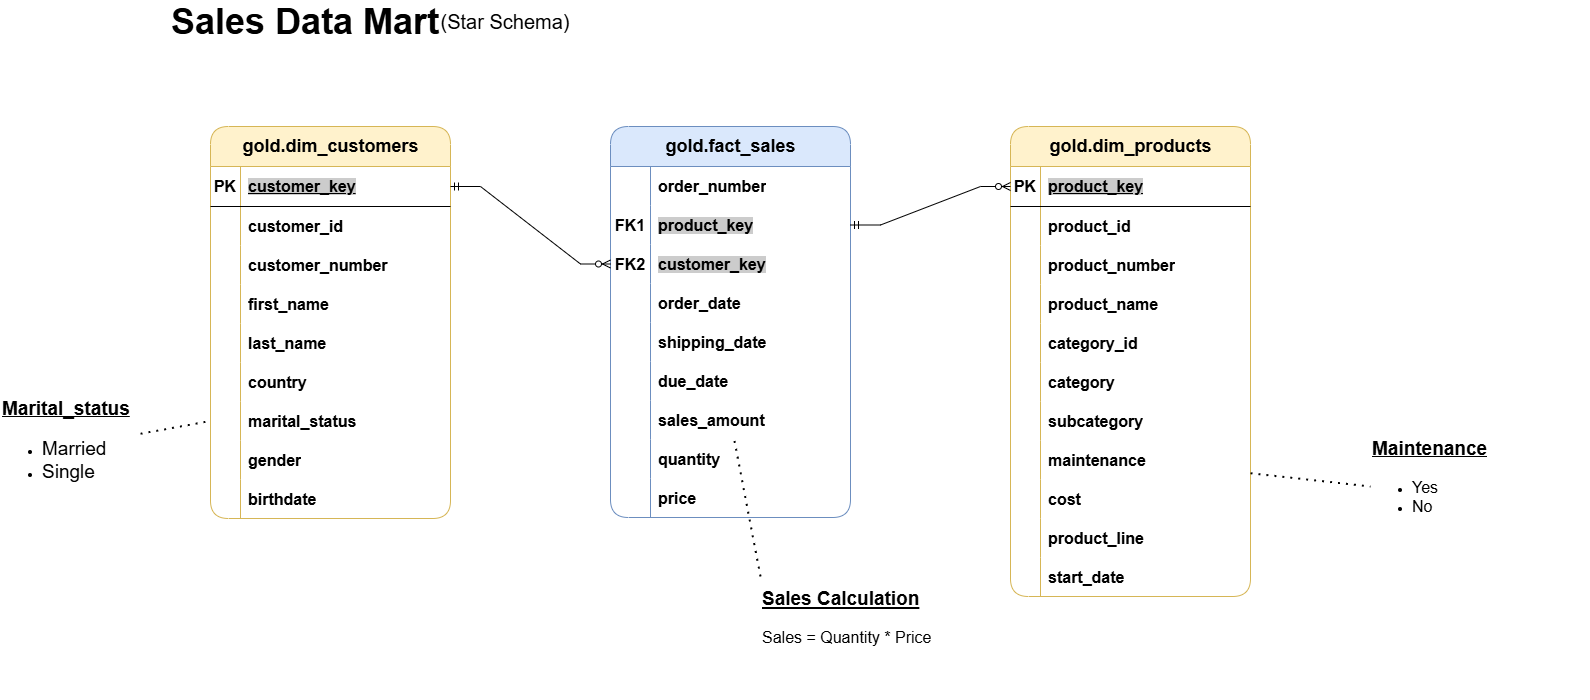 Sales Data Mart(Star Schema)
gold.dim_customers
PK customer_key
customer_id
customer_number
first_name
last_name
country
marital_status
gender
birthdate
Marital_status
• Married
• Single
gold.fact_sales
order_number
FK1 product_key
FK2 customer_key
order_date
shipping_date
due_date
sales_amount
quantity
price
Sales Calculation
Sales = Quantity * Price
gold.dim_products
PK product_key
product_id
product_number
product_name
category_id
category
subcategory
maintenance
cost
product_line
start_date
Maintenance
• Yes
• No